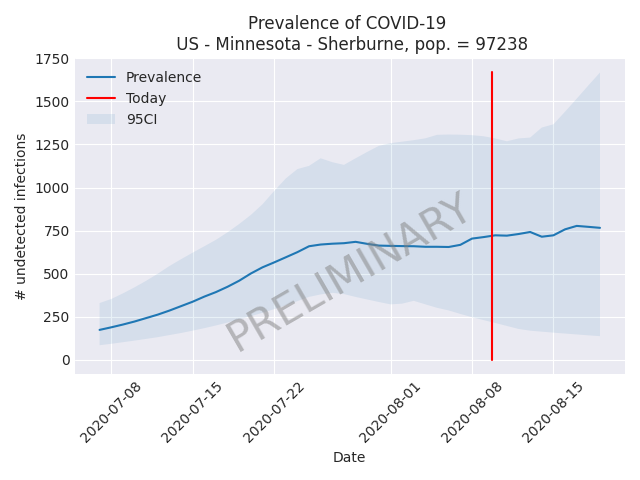 Prevalence of COVID-19
US - Minnesota - Sherburne, pop. = 97238
1750
1500
1250
1000
750
500
250
0
# undetected infections
Prevalence
Today
95CI
PRELIMINARY
2020-07-08
2020-07-15
2020-07-22
2020-08-01
2020-08-08
2020-08-15
Date